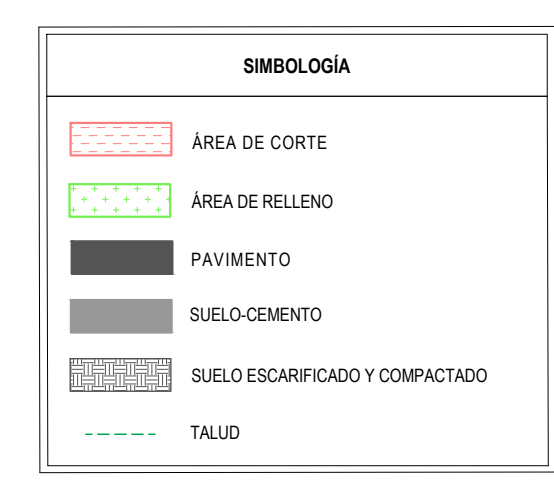 SIMBOLOGÍA
ÁREA DE CORTE
ÁREA DE RELLENO
PAVIMENTO
SUELO-CEMENTO
SUELO ESCARIFICADO Y COMPACTADO
TALUD